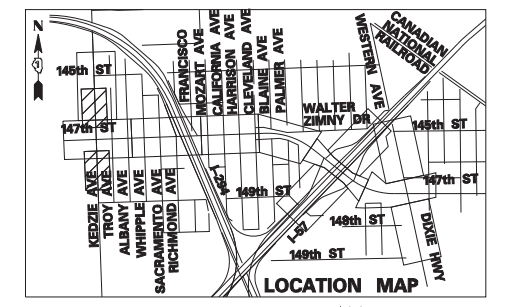 N
CANADIAN
NATIONAL
RAILROAD
WESTERN AVE
FRANCISCO
MOZART AVE
CALIFORNIA AVE
HARRISON AVE
CLEVELAND AVE
BLAINE AVE
PALMER AVE
145th ST
WALTER
ZIMNY DR
147th ST
145th ST
I-294
149th ST
147th ST
KEDZIE AVE
TROY AVE
ALBANY AVE
WHIPPLE AVE
SACRAMENTO AVE
RICHMOND AVE
I-57
148th ST
149th ST
DIXIE HWY
LOCATION MAP